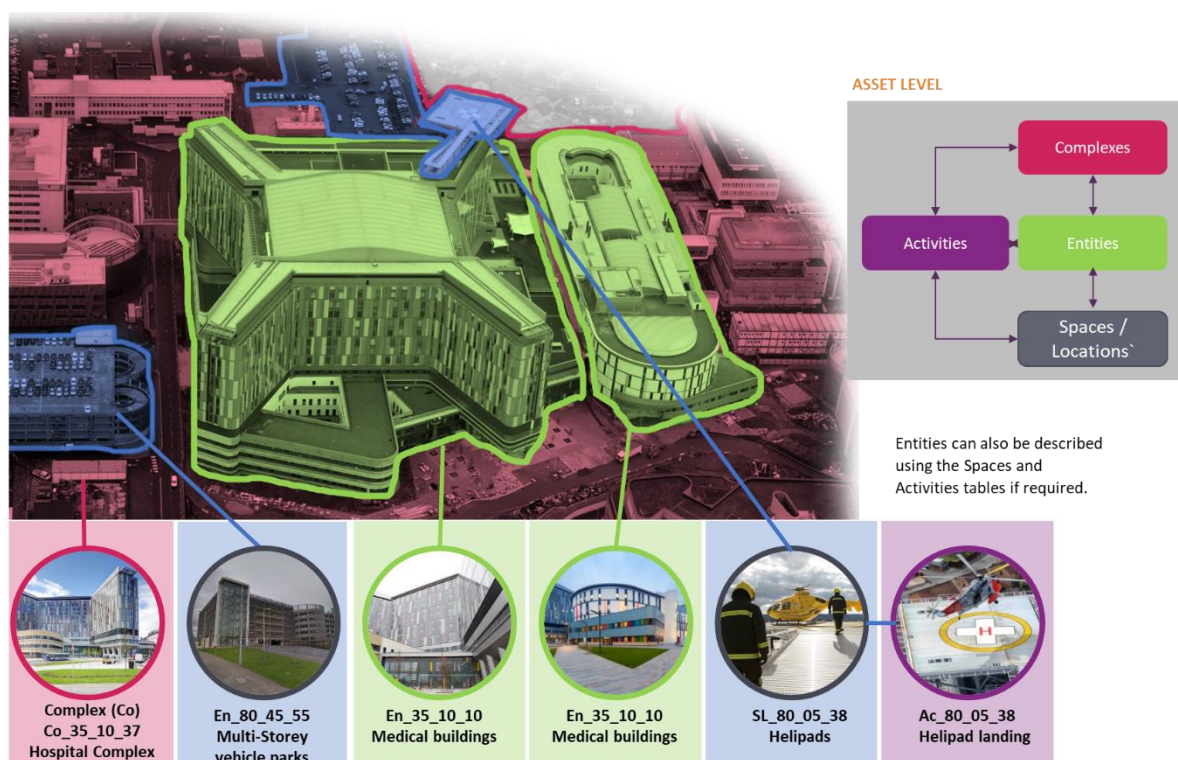 ASSET LEVEL
Complexes
Activities
Entities
Spaces /
Locations`
Entities can also be described
using the Spaces and
Activities tables if required.
Complex (Co)
Co_35_10_37
Hospital Complex
En_80_45_55
Multi-Storey
vehicle parks
En_35_10_10
Medical buildings
En_35_10_10
Medical buildings
SL_80_05_38
Helipads
H
Ac_80_05_38
Helipad landing